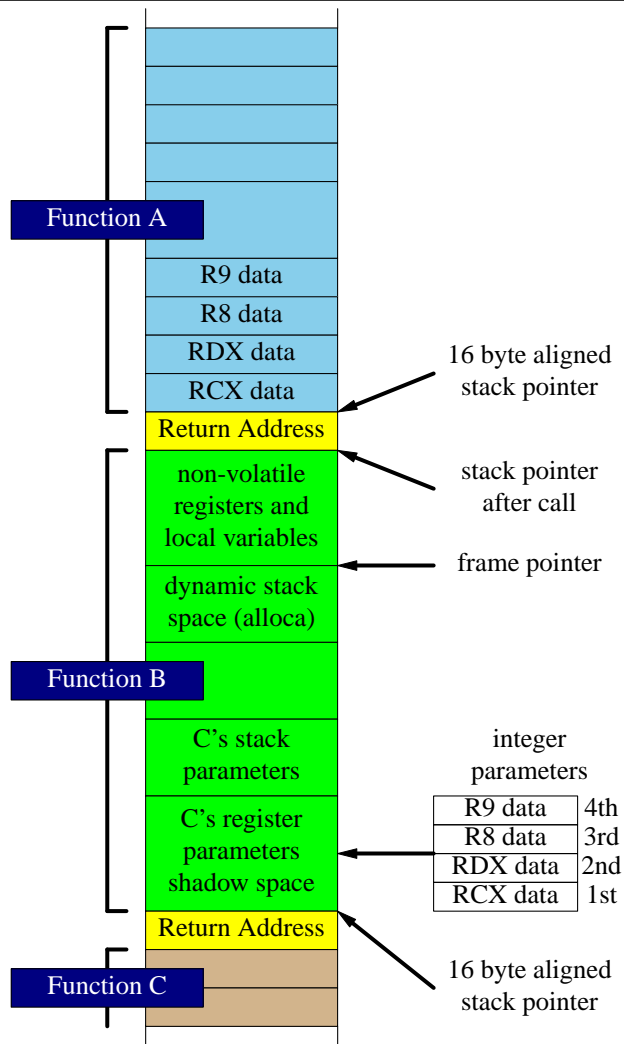 Function A
R9 data
R8 data
RDX data
RCX data
16 byte aligned
stack pointer
Return Address
non-volatile
registers and
local variables
stack pointer
after call
frame pointer
dynamic stack
space (alloca)
Function B
C's stack
parameters
integer
parameters
C's register
parameters
shadow space
R9 data 4th
R8 data 3rd
RDX data 2nd
RCX data 1st
Return Address
16 byte aligned
stack pointer
Function C